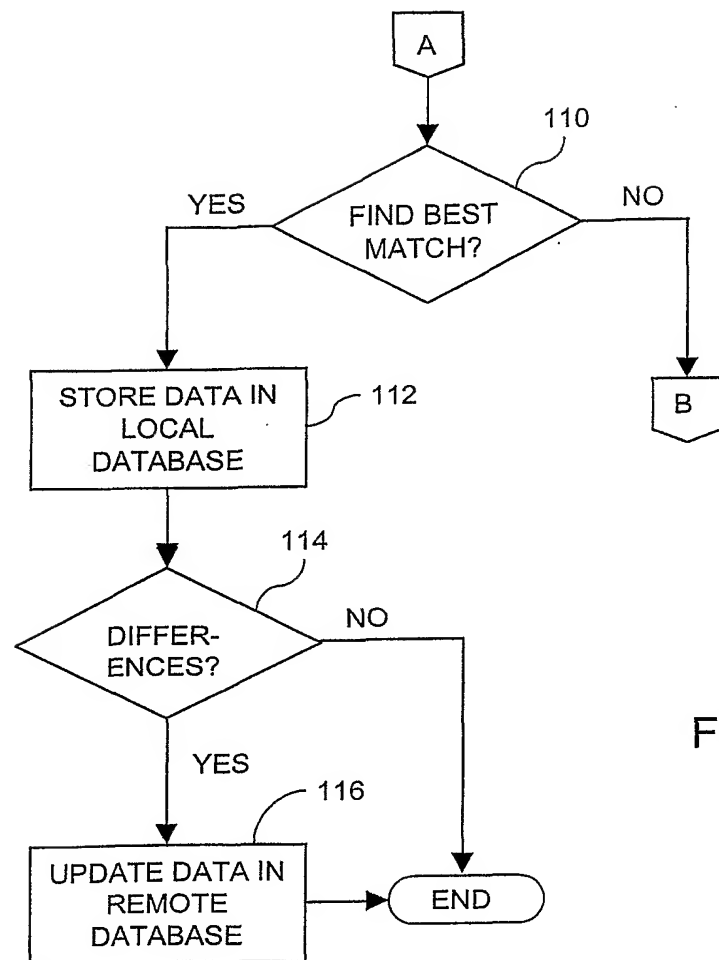 A
110
YES
FIND BEST
MATCH?
NO
STORE DATA IN
LOCAL
DATABASE
112
B
114
DIFFER-
ENCES?
NO
F
YES
116
UPDATE DATA IN
REMOTE
DATABASE
END